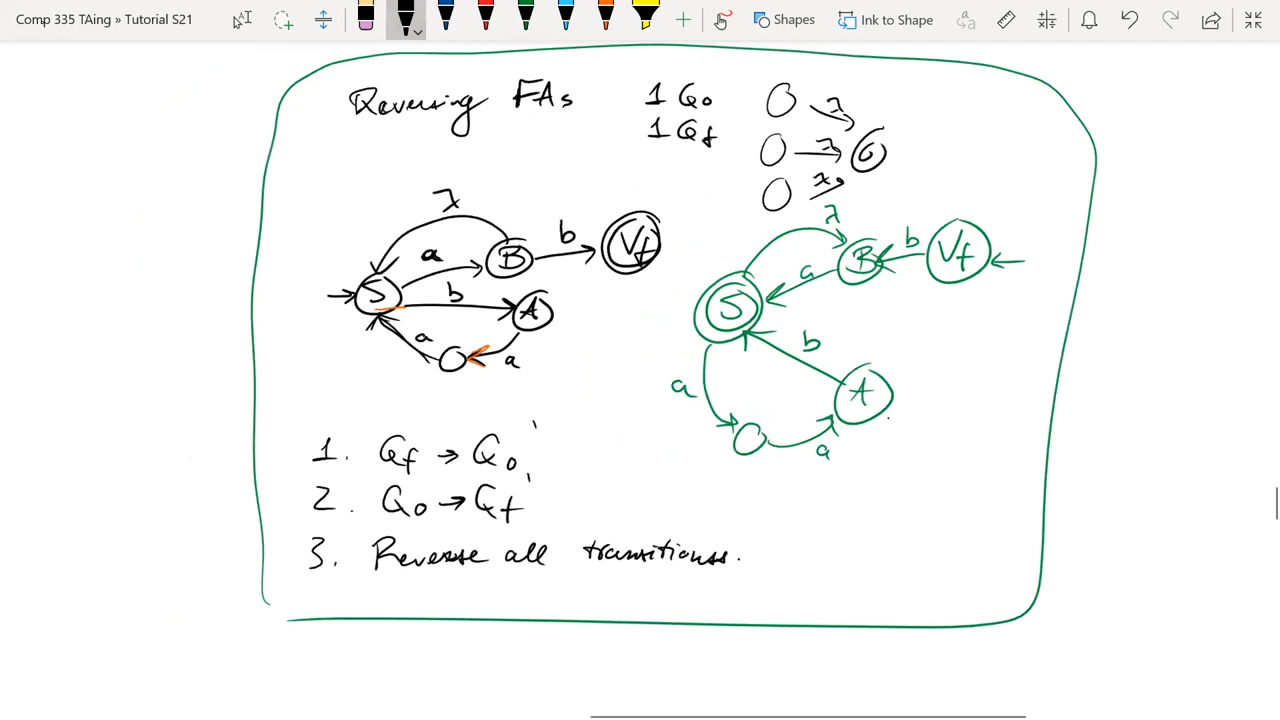 Comp 335 TAing » Tutorial S21
Shapes
Ink to Shape
Reversing FAs
1 Q₀
1 Qf
λ
λ
λ
λ
a
B
b
Vf
S
b
A
a
a
λ
B
b
Vf
a
S
b
a
A
a
1. Qf → Q₀'
2. Q₀ → Qf'
3. Reverse all transitionss.